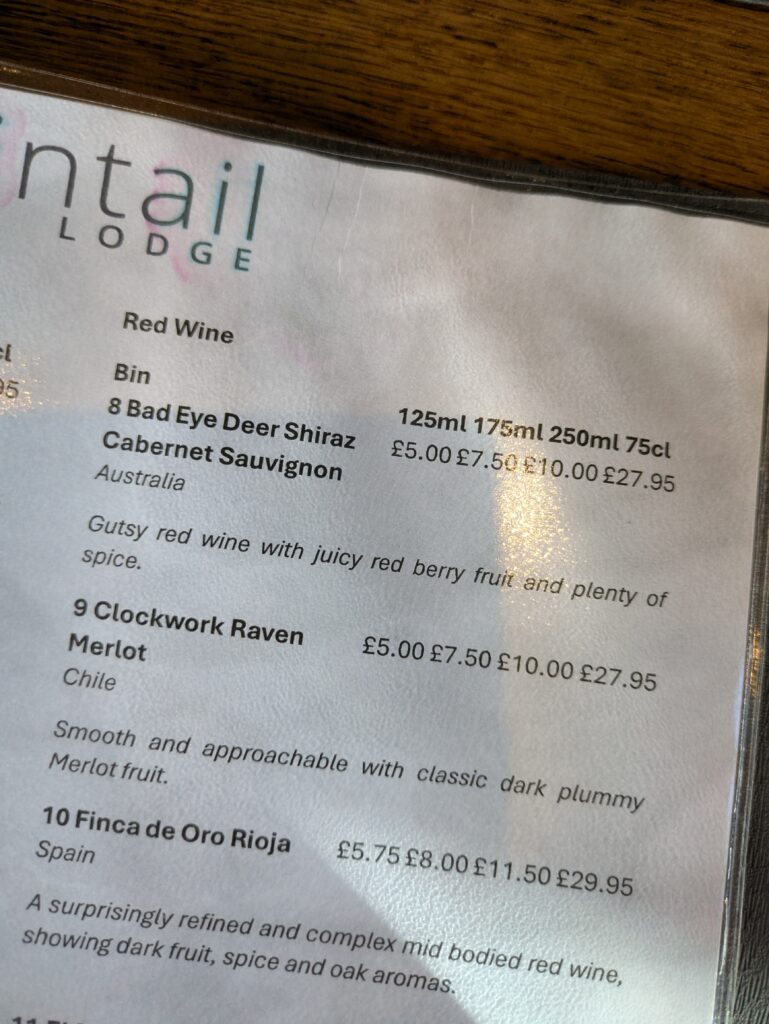 ntail
LODGE
Red Wine
Bin
125ml 175ml 250ml 75cl
8 Bad Eye Deer Shiraz
Cabernet Sauvignon
£5.00 £7.50 £10.00 £27.95
Australia
Gutsy red wine with juicy red berry fruit and plenty of
spice.
9 Clockwork Raven
Merlot
£5.00 £7.50 £10.00 £27.95
Chile
Smooth and approachable with classic dark plummy
Merlot fruit.
10 Finca de Oro Rioja
£5.75 £8.00 £11.50 £29.95
Spain
A surprisingly refined and complex mid bodied red wine,
showing dark fruit, spice and oak aromas.